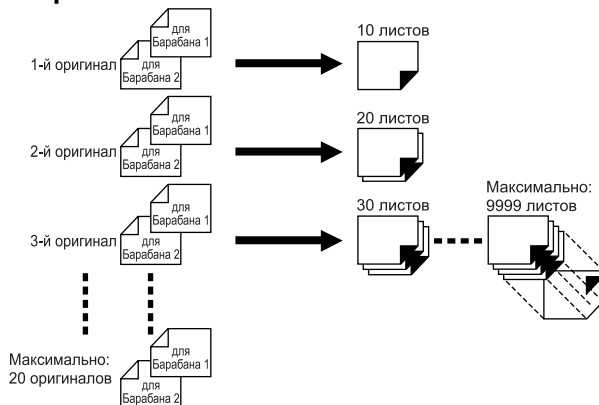 10 листов
для
Барабана 1
1-й оригинал
для
Барабана 2
20 листов
для
Барабана 1
2-й оригинал
для
Барабана 2
Максимально:
9999 листов
30 листов
для
Барабана 1
3-й оригинал
для
Барабана 2
Максимально:
20 оригиналов
для
Барабана 1
для
Барабана 2